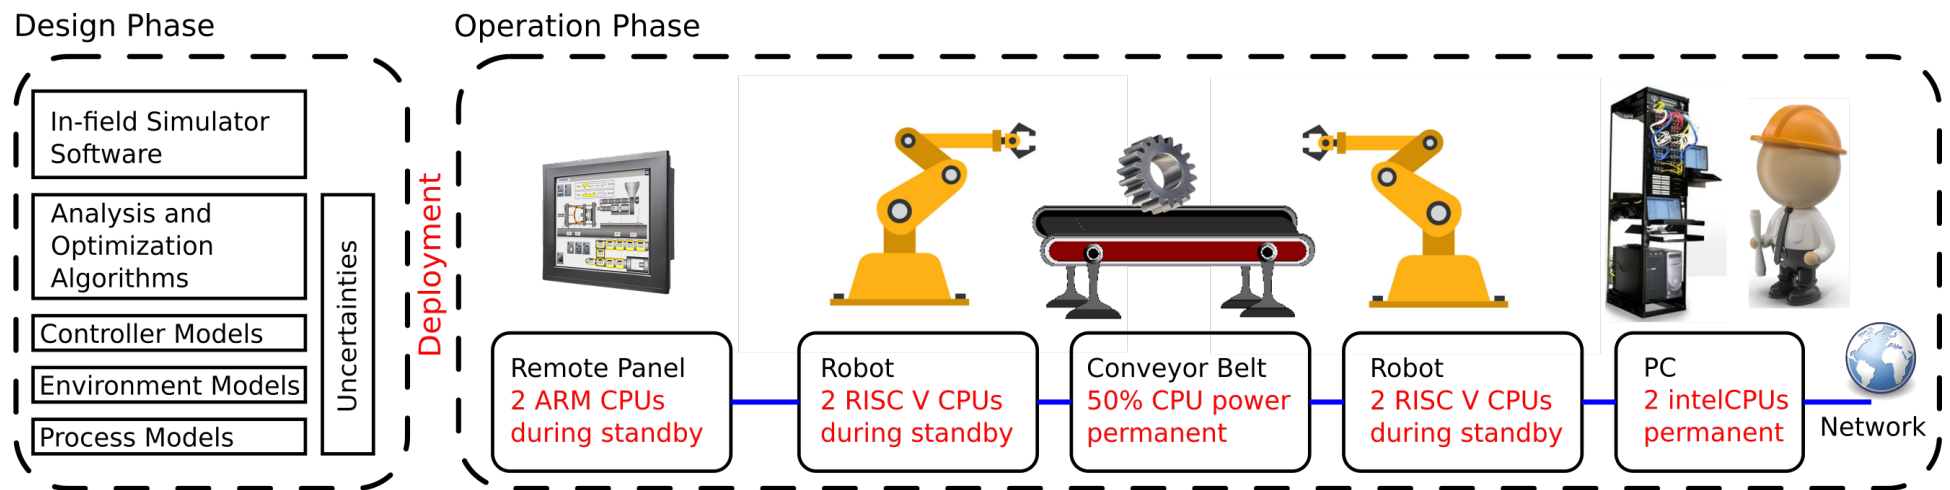 Design Phase
In-field Simulator
Software
Analysis and
Optimization
Algorithms
Controller Models
Environment Models
Process Models
Uncertainties
Deployment
Operation Phase
Remote Panel
2 ARM CPUs
during standby
Robot
2 RISC V CPUs
during standby
Conveyor Belt
50% CPU power
permanent
Robot
2 RISC V CPUs
during standby
PC
2 intelCPUs
permanent
Network